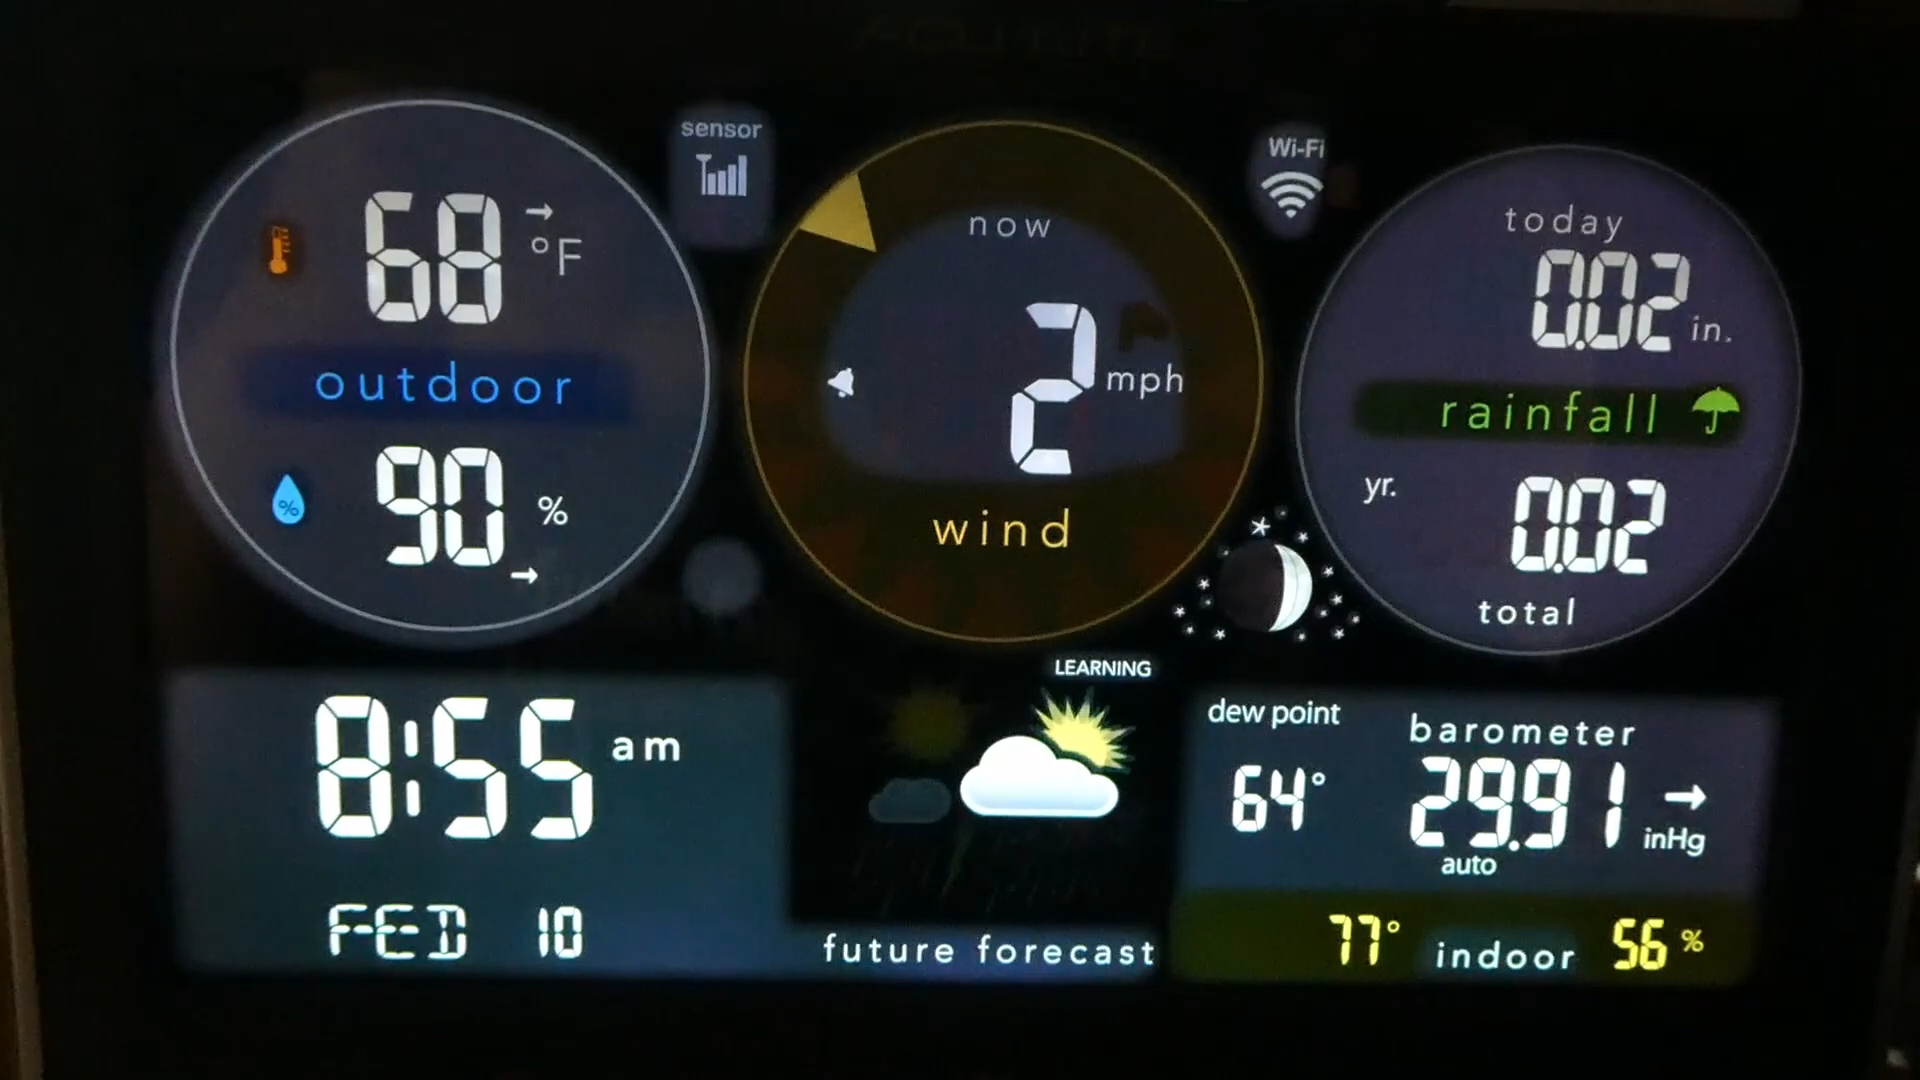 ACURITE
sensor
Wi-Fi
68 °F
outdoor
90 %
now
2 mph
wind
today
0.02 in.
rainfall
yr. 0.02
total
8:55 am
FEB 10
LEARNING
future forecast
dew point
64°
barometer
29.91 inHg
auto
77° indoor 56 %